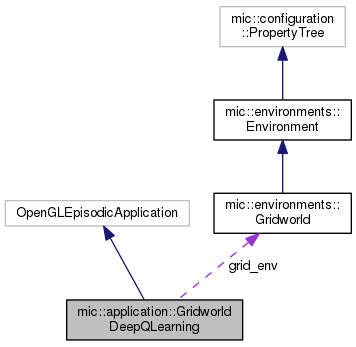 mic::configuration
::PropertyTree
mic::environments::
Environment
mic::environments::
Gridworld
OpenGLEpisodicApplication
grid_env
mic::application::Gridworld
DeepQLearning